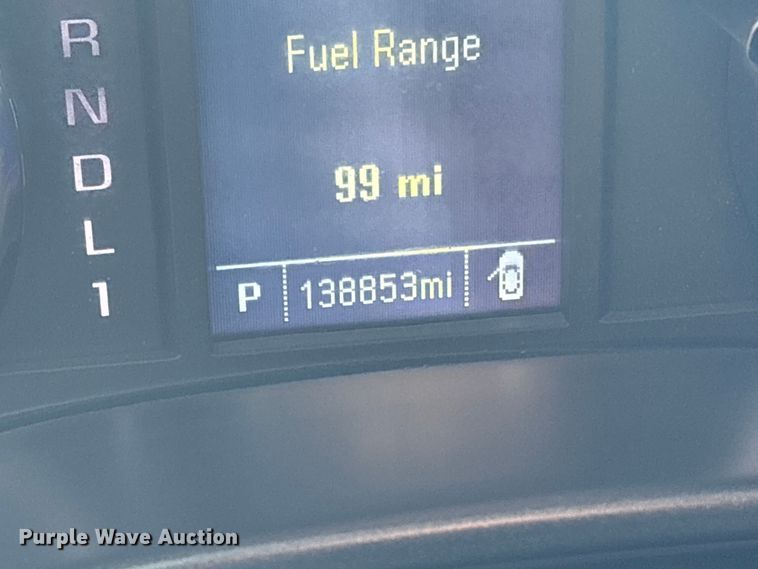 R
N
D
L
1
Fuel Range
99 mi
P 138853mi
Purple Wave Auction